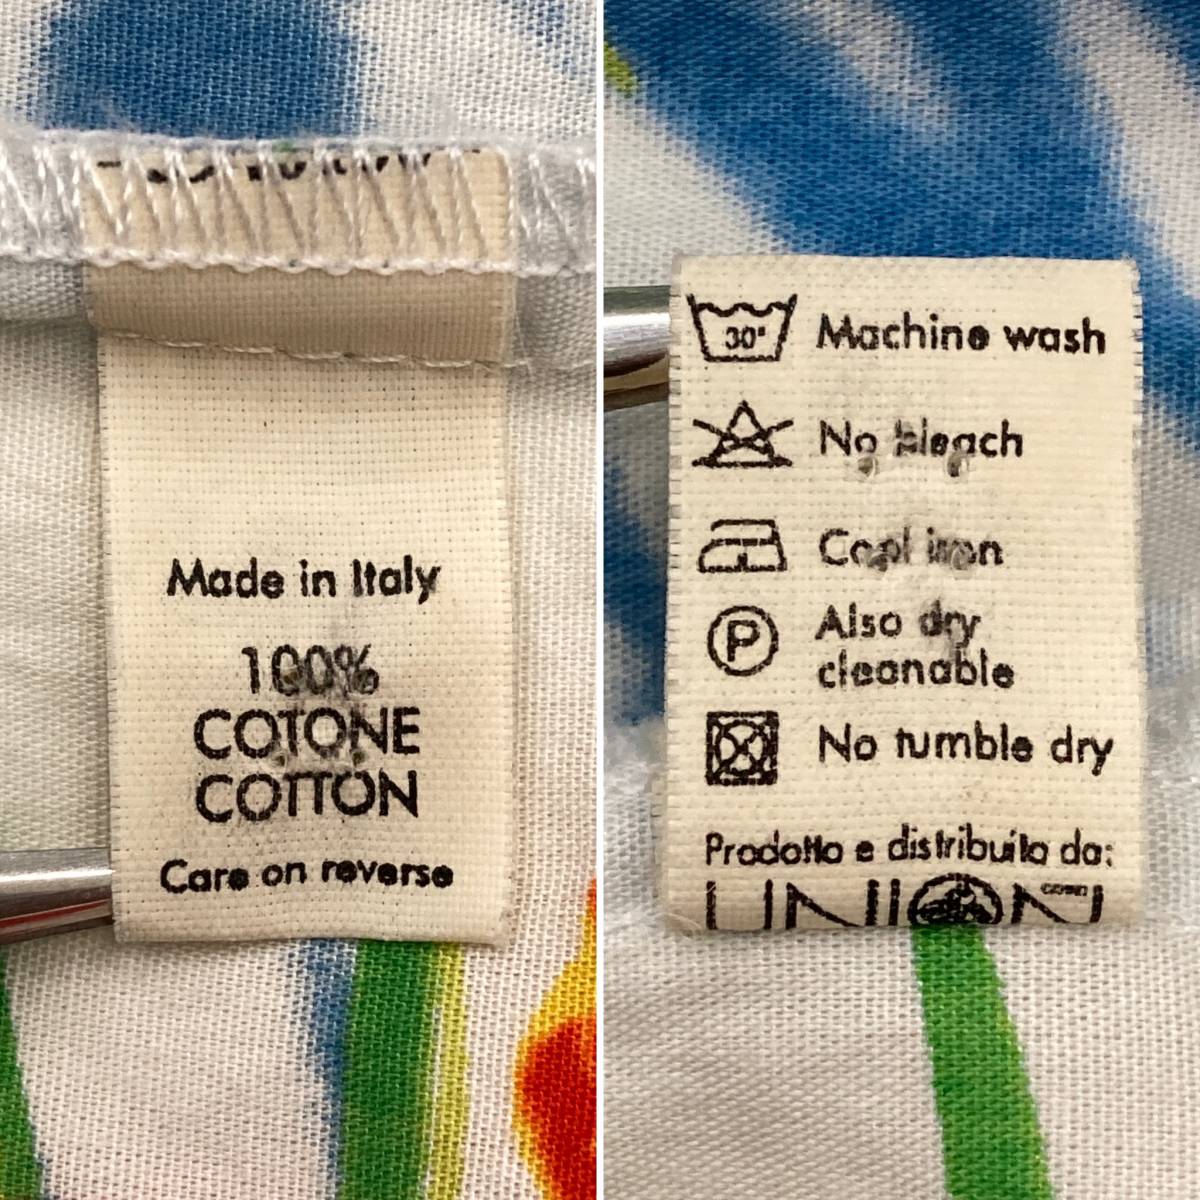 Made in Italy
100%
COTONE
COTTON
Care on reverse
30° Machine wash
No bleach
Cool iron
P Also dry
cleanable
No tumble dry
Prodotto e distribuito da:
UNION